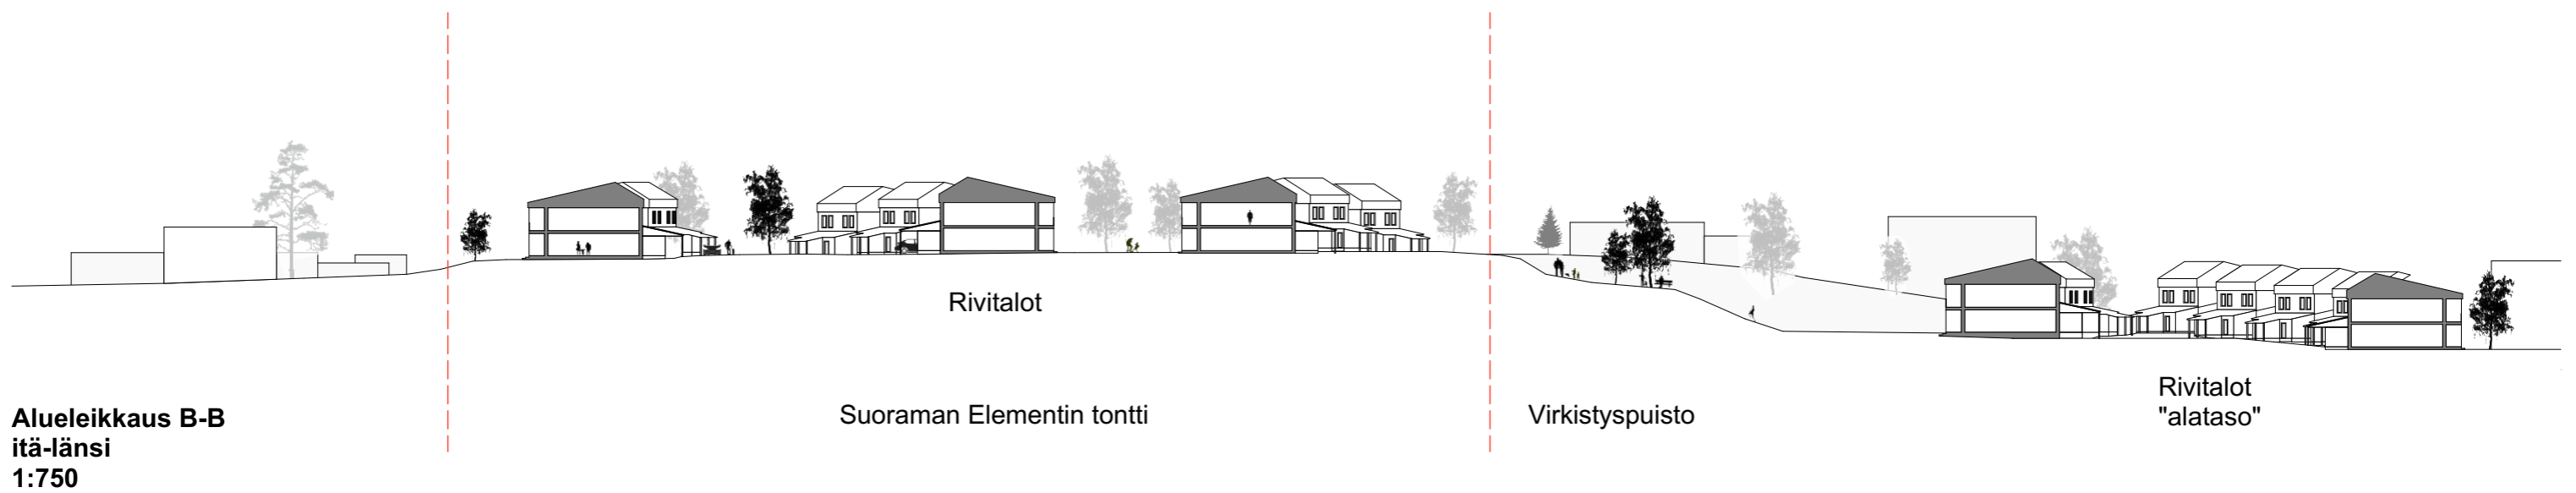 Rivitalot
Rivitalot
"alataso"
Alueleikkaus B-B
itä-länsi
1:750
Suoraman Elementin tontti
Virkistyspuisto